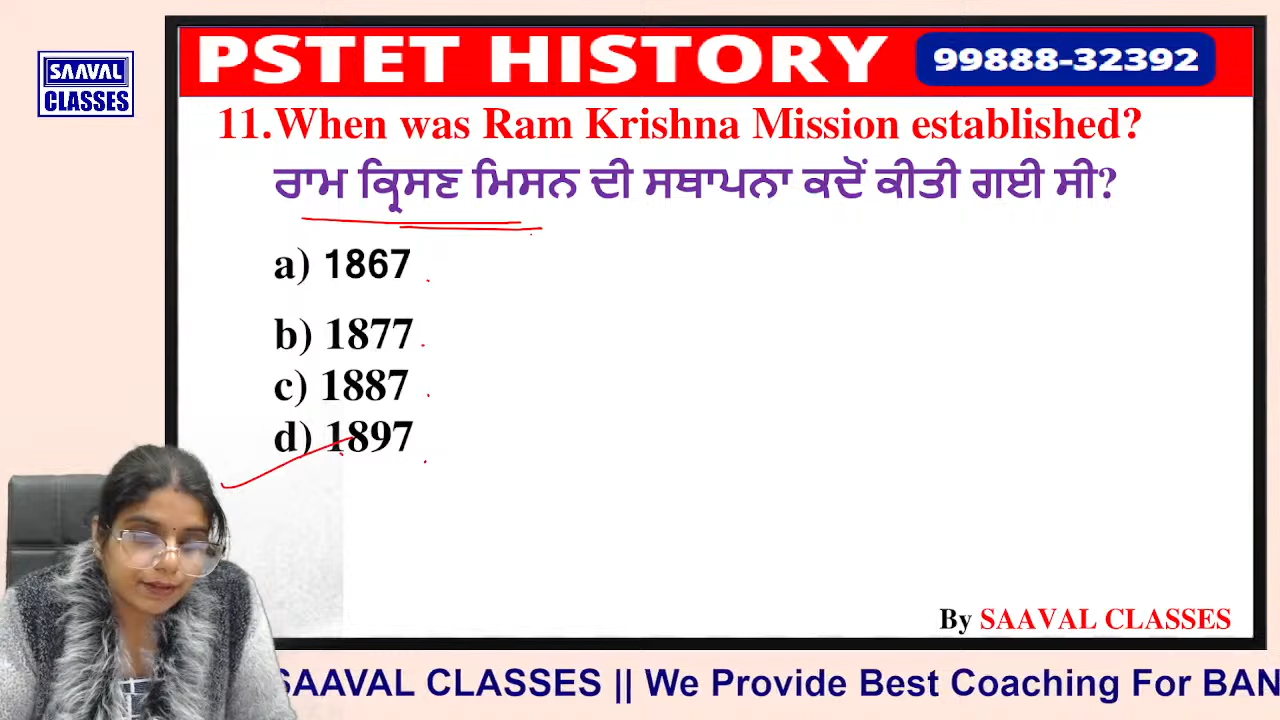 SAAVAL
CLASSES
PSTET HISTORY
99888-32392
11.When was Ram Krishna Mission established?
ਰਾਮ ਕ੍ਰਿਸਣ ਮਿਸਨ ਦੀ ਸਥਾਪਨਾ ਕਦੋਂ ਕੀਤੀ ਗਈ ਸੀ?
a) 1867
b) 1877
c) 1887
d) 1897
By SAAVAL CLASSES
SAAVAL CLASSES || We Provide Best Coaching For BAN